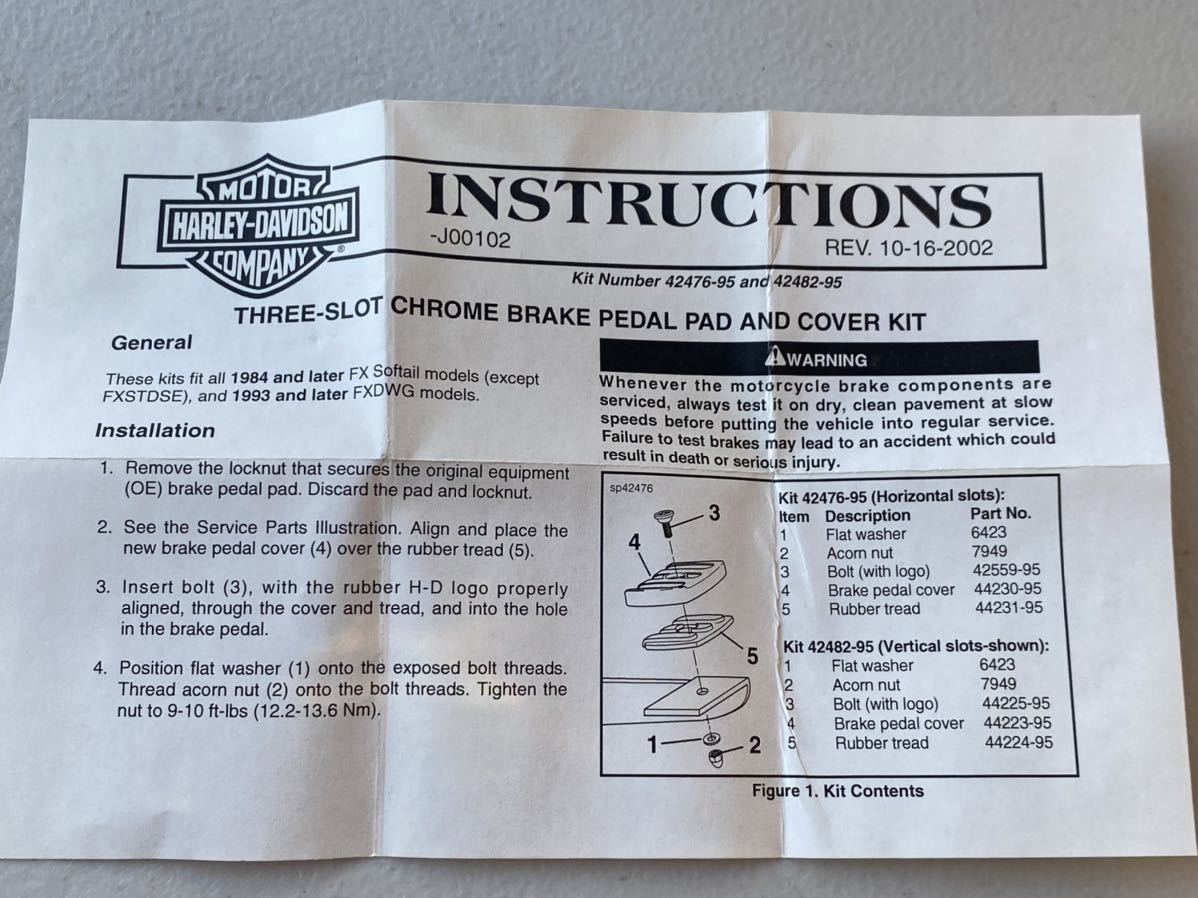 MOTOR
HARLEY-DAVIDSON
COMPANY
®
INSTRUCTIONS
-J00102
REV. 10-16-2002
Kit Number 42476-95 and 42482-95
THREE-SLOT CHROME BRAKE PEDAL PAD AND COVER KIT
General
These kits fit all 1984 and later FX Softail models (except
FXSTDSE), and 1993 and later FXDWG models.
Installation
1. Remove the locknut that secures the original equipment
(OE) brake pedal pad. Discard the pad and locknut.
2. See the Service Parts Illustration. Align and place the
new brake pedal cover (4) over the rubber tread (5).
3. Insert bolt (3), with the rubber H-D logo properly
aligned, through the cover and tread, and into the hole
in the brake pedal.
4. Position flat washer (1) onto the exposed bolt threads.
Thread acorn nut (2) onto the bolt threads. Tighten the
nut to 9-10 ft-lbs (12.2-13.6 Nm).
WARNING
Whenever the motorcycle brake components are
serviced, always test it on dry, clean pavement at slow
speeds before putting the vehicle into regular service.
Failure to test brakes may lead to an accident which could
result in death or serious injury.
sp42476
3
4
5
1
2
Kit 42476-95 (Horizontal slots):
Item Description Part No.
1 Flat washer 6423
2 Acorn nut 7949
3 Bolt (with logo) 42559-95
4 Brake pedal cover 44230-95
5 Rubber tread 44231-95
Kit 42482-95 (Vertical slots-shown):
1 Flat washer 6423
2 Acorn nut 7949
3 Bolt (with logo) 44225-95
4 Brake pedal cover 44223-95
5 Rubber tread 44224-95
Figure 1. Kit Contents